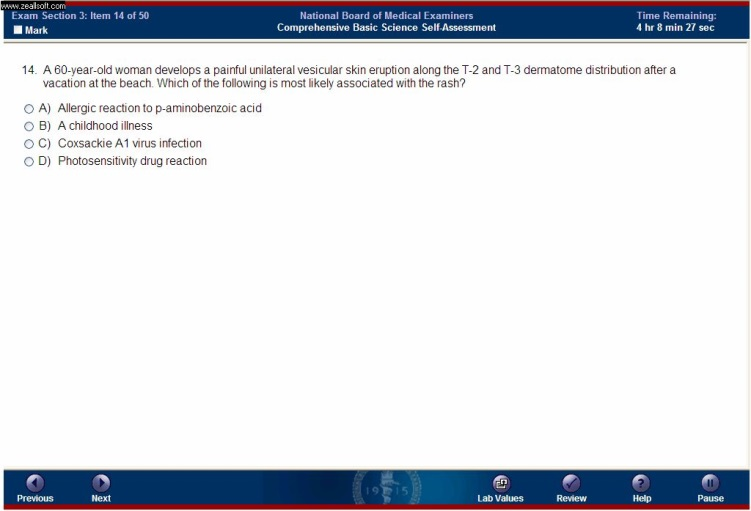 www.zeallsoft.com
Exam Section 3: Item 14 of 50
National Board of Medical Examiners
Time Remaining:
Mark
Comprehensive Basic Science Self-Assessment
4 hr 8 min 27 sec
14. A 60-year-old woman develops a painful unilateral vesicular skin eruption along the T-2 and T-3 dermatome distribution after a
vacation at the beach. Which of the following is most likely associated with the rash?
A) Allergic reaction to p-aminobenzoic acid
B) A childhood illness
C) Coxsackie A1 virus infection
D) Photosensitivity drug reaction
1915
Previous
Next
Lab Values
Review
Help
Pause